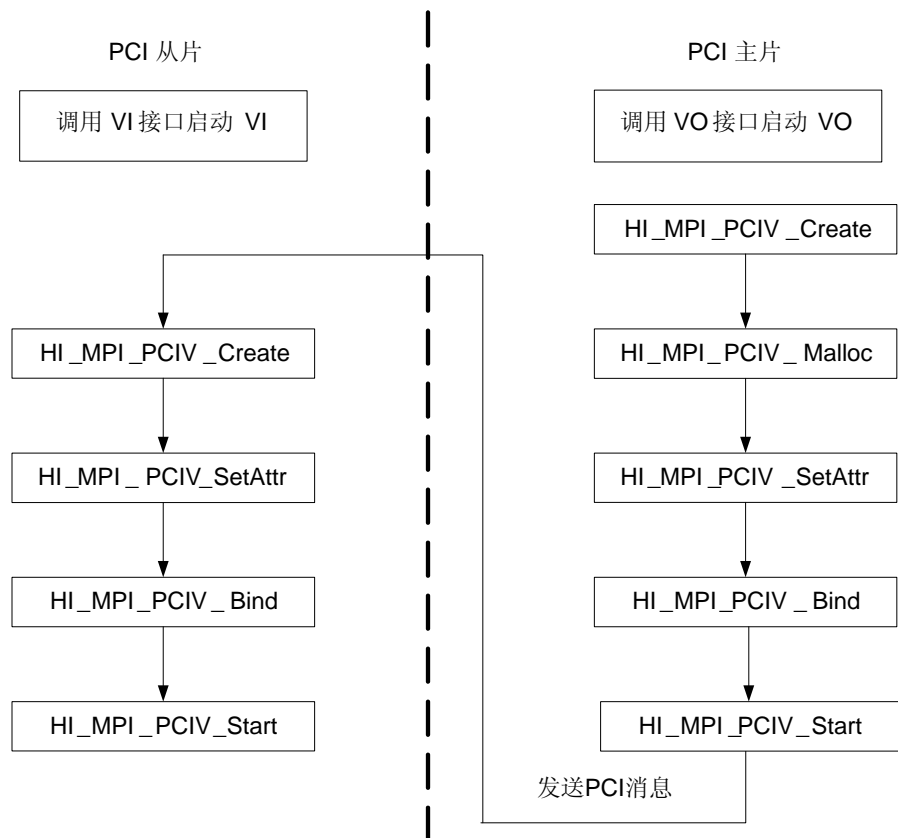 PCI 从片
调用 VI 接口启动 VI
HI_MPI_PCIV_Create
HI_MPI_PCIV_SetAttr
HI_MPI_PCIV_Bind
HI_MPI_PCIV_Start
PCI 主片
调用 VO 接口启动 VO
HI_MPI_PCIV_Create
HI_MPI_PCIV_Malloc
HI_MPI_PCIV_SetAttr
HI_MPI_PCIV_Bind
HI_MPI_PCIV_Start
发送PCI消息